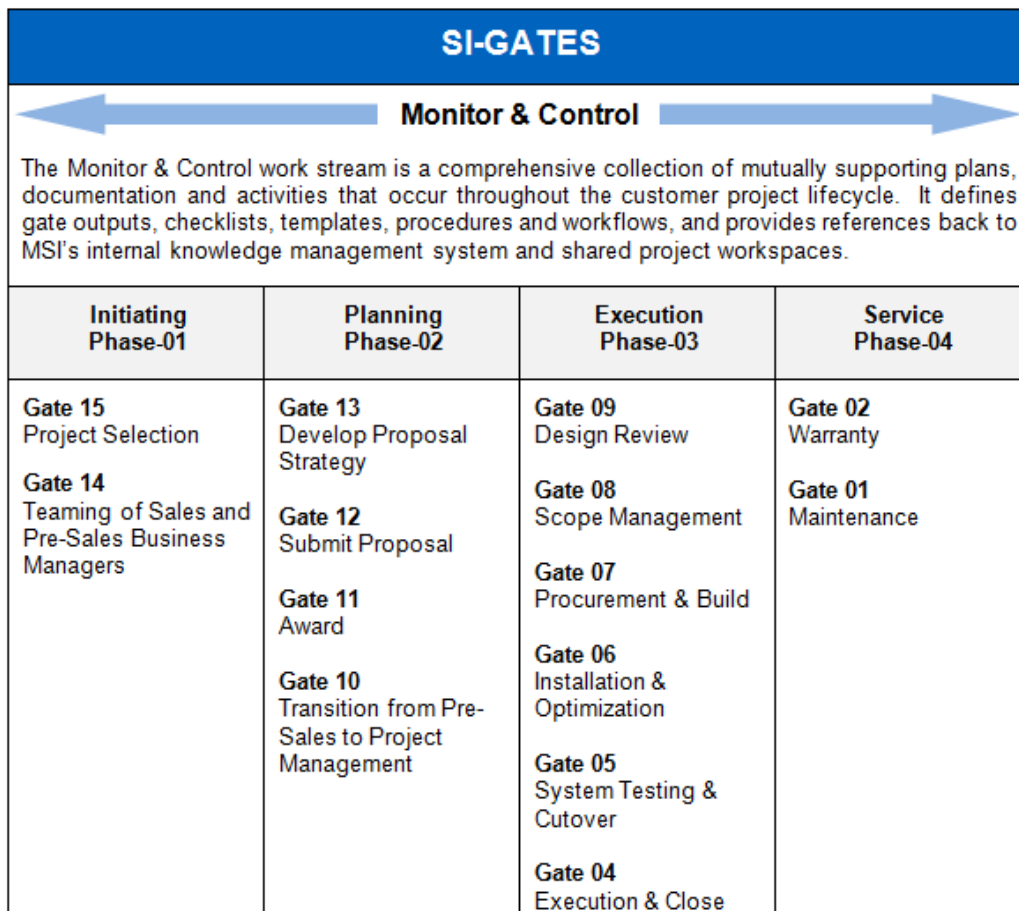 SI-GATES
Monitor & Control
The Monitor & Control work stream is a comprehensive collection of mutually supporting plans,
documentation and activities that occur throughout the customer project lifecycle. It defines
gate outputs, checklists, templates, procedures and workflows, and provides references back to
MSI's internal knowledge management system and shared project workspaces.
Initiating
Phase-01
Planning
Phase-02
Execution
Phase-03
Service
Phase-04
Gate 15
Project Selection
Gate 14
Teaming of Sales and
Pre-Sales Business
Managers
Gate 13
Develop Proposal
Strategy
Gate 12
Submit Proposal
Gate 11
Award
Gate 10
Transition from Pre-
Sales to Project
Management
Gate 09
Design Review
Gate 08
Scope Management
Gate 07
Procurement & Build
Gate 06
Installation &
Optimization
Gate 05
System Testing &
Cutover
Gate 04
Execution & Close
Gate 02
Warranty
Gate 01
Maintenance